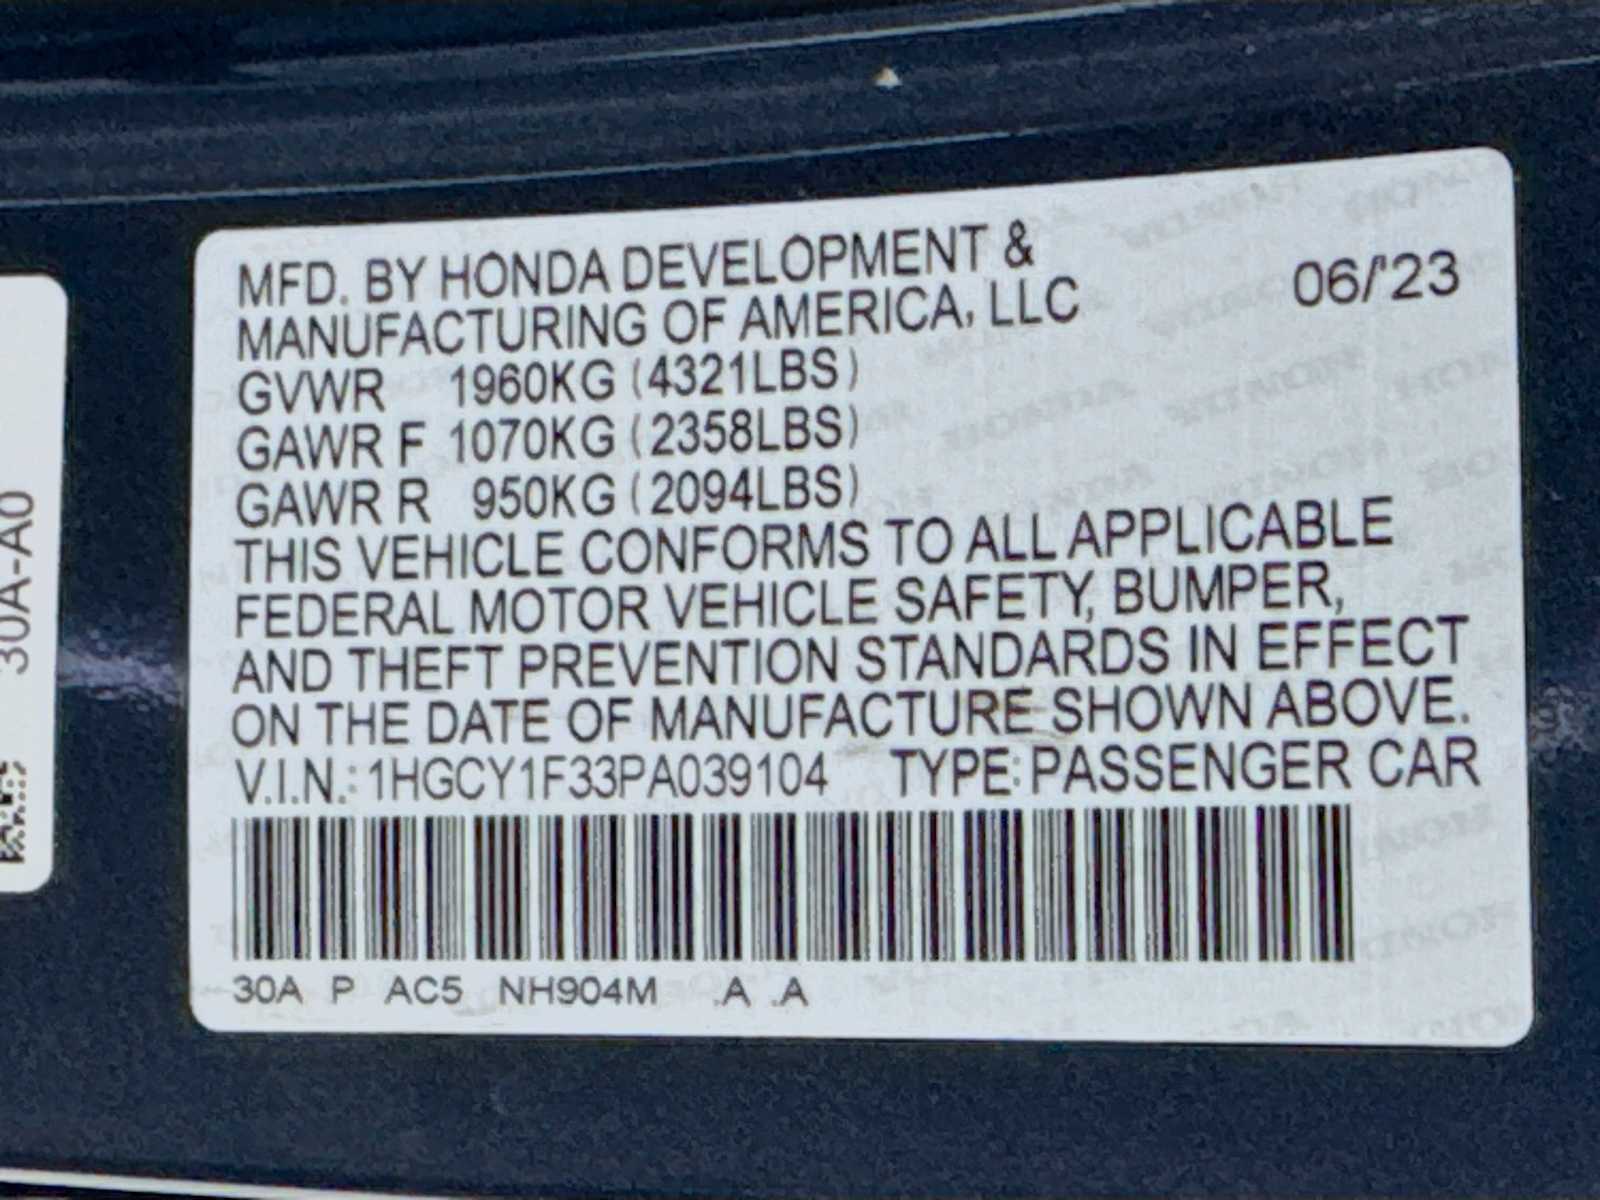 MFD. BY HONDA DEVELOPMENT &
MANUFACTURING OF AMERICA, LLC
06/'23
GVWR 1960KG (4321LBS)
GAWR F 1070KG (2358LBS)
GAWR R 950KG (2094LBS)
THIS VEHICLE CONFORMS TO ALL APPLICABLE
FEDERAL MOTOR VEHICLE SAFETY, BUMPER,
AND THEFT PREVENTION STANDARDS IN EFFECT
ON THE DATE OF MANUFACTURE SHOWN ABOVE.
V.I.N.: 1HGCY1F33PA039104 TYPE: PASSENGER CAR
30A P AC5 NH904M .A .A
30A-A0